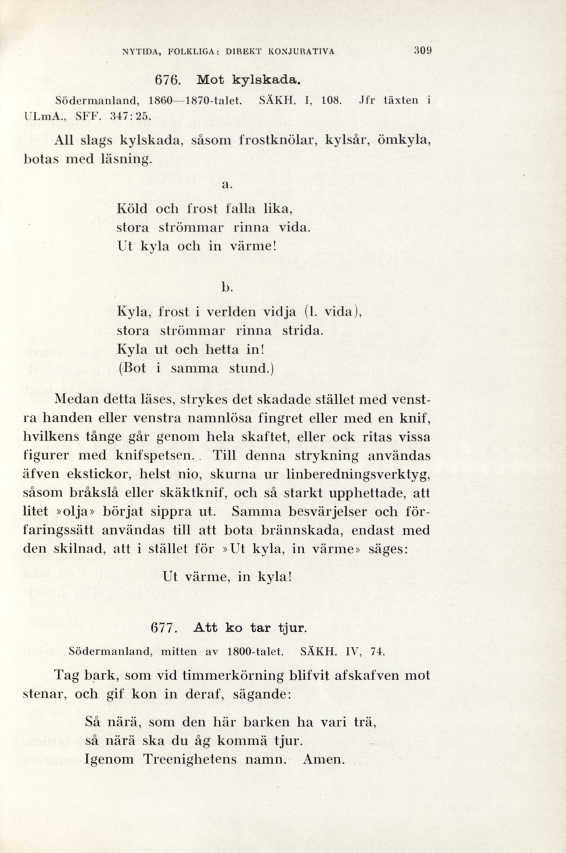 NYTIDA, FOLKLIGA: DIREKT KONJURATIVA 309
676. Mot kylskada.
Södermanland, 1860—1870-talet. SÄKH. I, 108. Jfr täxten i
ULmA., SFF. 347: 25.
All slags kylskada, såsom frostknölar, kylsår, ömkyla,
botas med läsning.
a.
Köld och frost falla lika,
stora strömmar rinna vida.
Ut kyla och in värme!
b.
Kyla, frost i verlden vidja (l. vida),
stora strömmar rinna strida.
Kyla ut och hetta in!
(Bot i samma stund.)
Medan detta läses, strykes det skadade stället med venst-
ra handen eller venstra namnlösa fingret eller med en knif,
hvilkens tånge går genom hela skaftet, eller ock ritas vissa
figurer med knifspetsen. Till denna strykning användas
äfven ekstickor, helst nio, skurna ur linberedningsverktyg,
såsom bråkslå eller skäktknif, och så starkt upphettade, att
litet »olja» börjat sippra ut. Samma besvärjelser och för-
faringssätt användas till att bota brännskada, endast med
den skilnad, att i stället för »Ut kyla, in värme» säges:
Ut värme, in kyla!
677. Att ko tar tjur.
Södermanland, mitten av 1800-talet. SÄKH. IV, 74.
Tag bark, som vid timmerkörning blifvit afskafven mot
stenar, och gif kon in deraf, sägande:
Så närä, som den här barken ha vari trä,
så närä ska du åg kommä tjur.
Igenom Treenighetens namn. Amen.